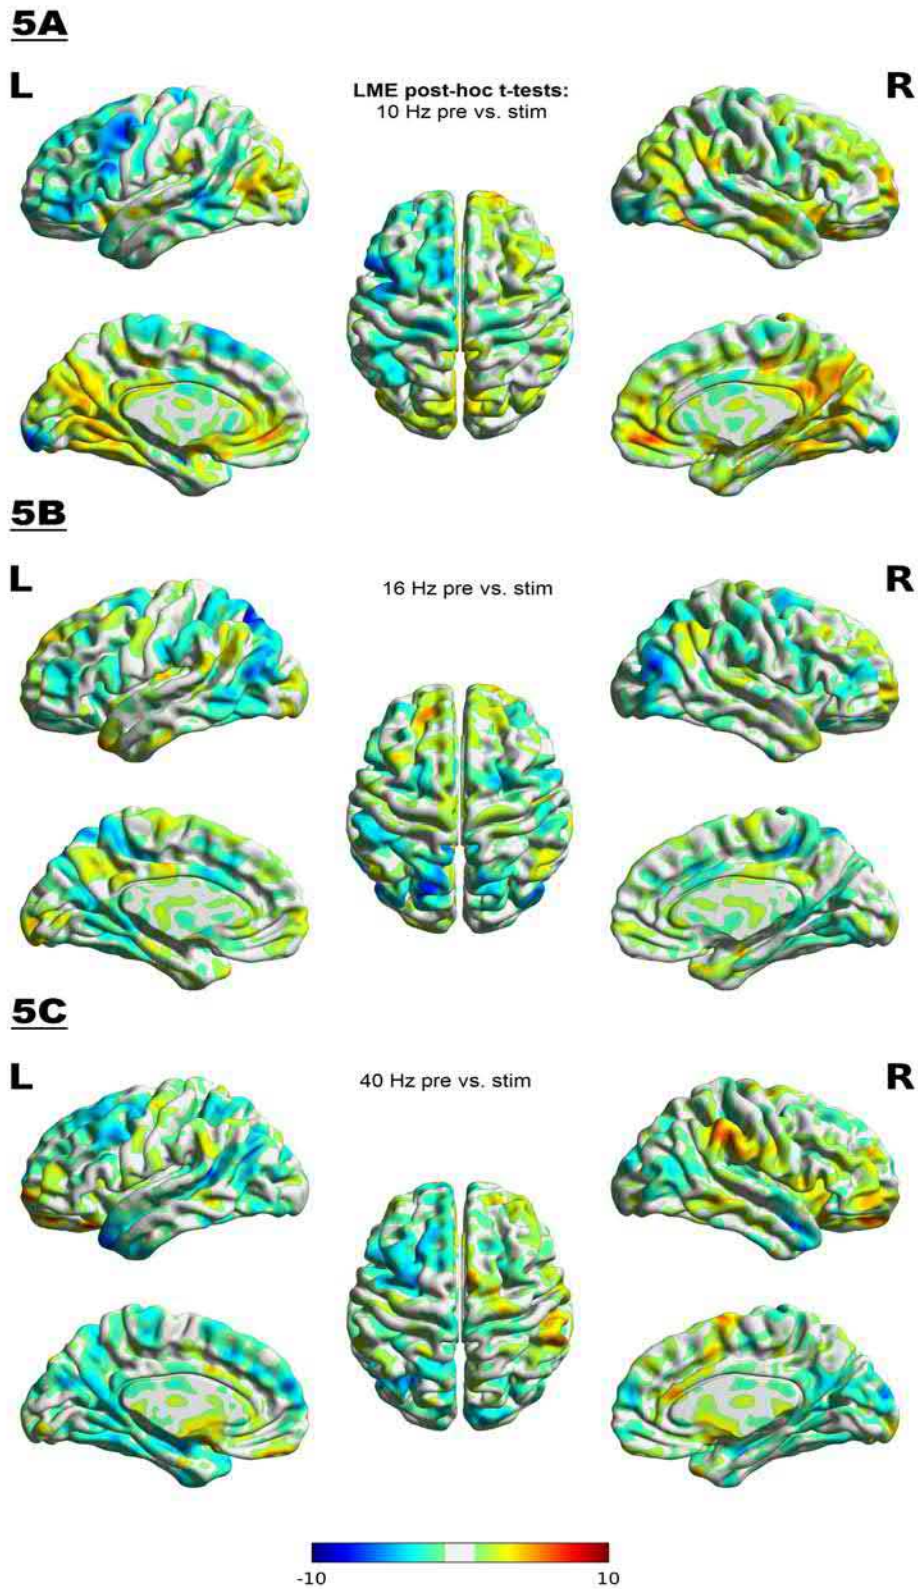 5A
L
LME post-hoc t-tests:
10 Hz pre vs. stim
R
5B
L
16 Hz pre vs. stim
R
5C
L
40 Hz pre vs. stim
R
-10
10